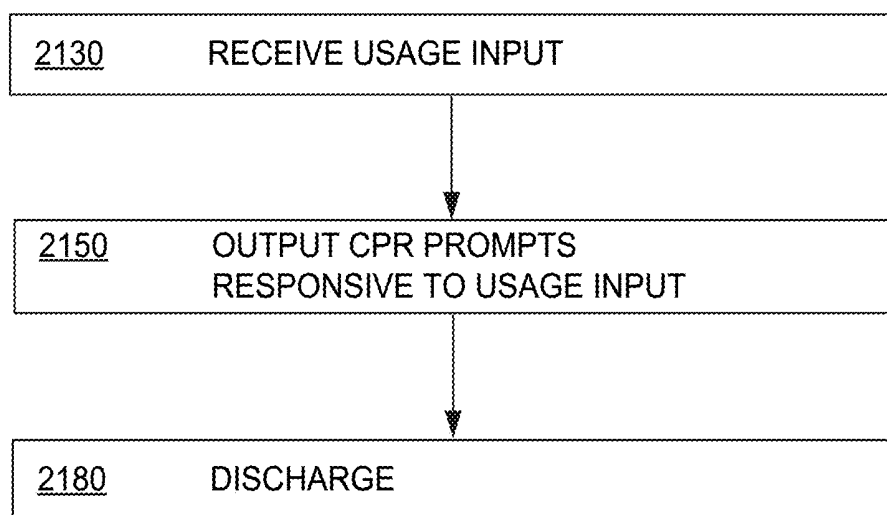 2130 RECEIVE USAGE INPUT
2150 OUTPUT CPR PROMPTS
RESPONSIVE TO USAGE INPUT
2180 DISCHARGE